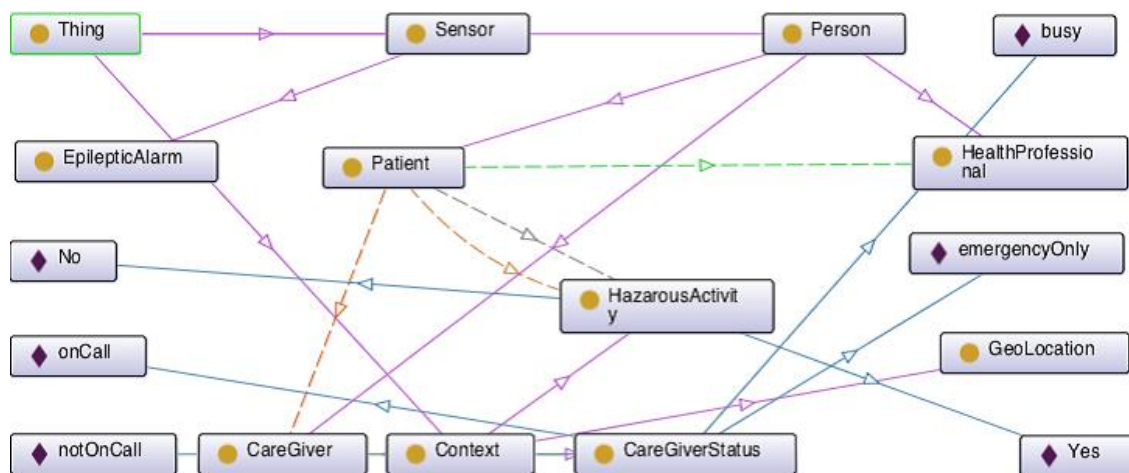 Thing
Sensor
Person
busy
EpilepticAlarm
Patient
HealthProfessio
nal
No
emergencyOnly
HazarousActivit
y
onCall
GeoLocation
notOnCall
CareGiver
Context
CareGiverStatus
Yes